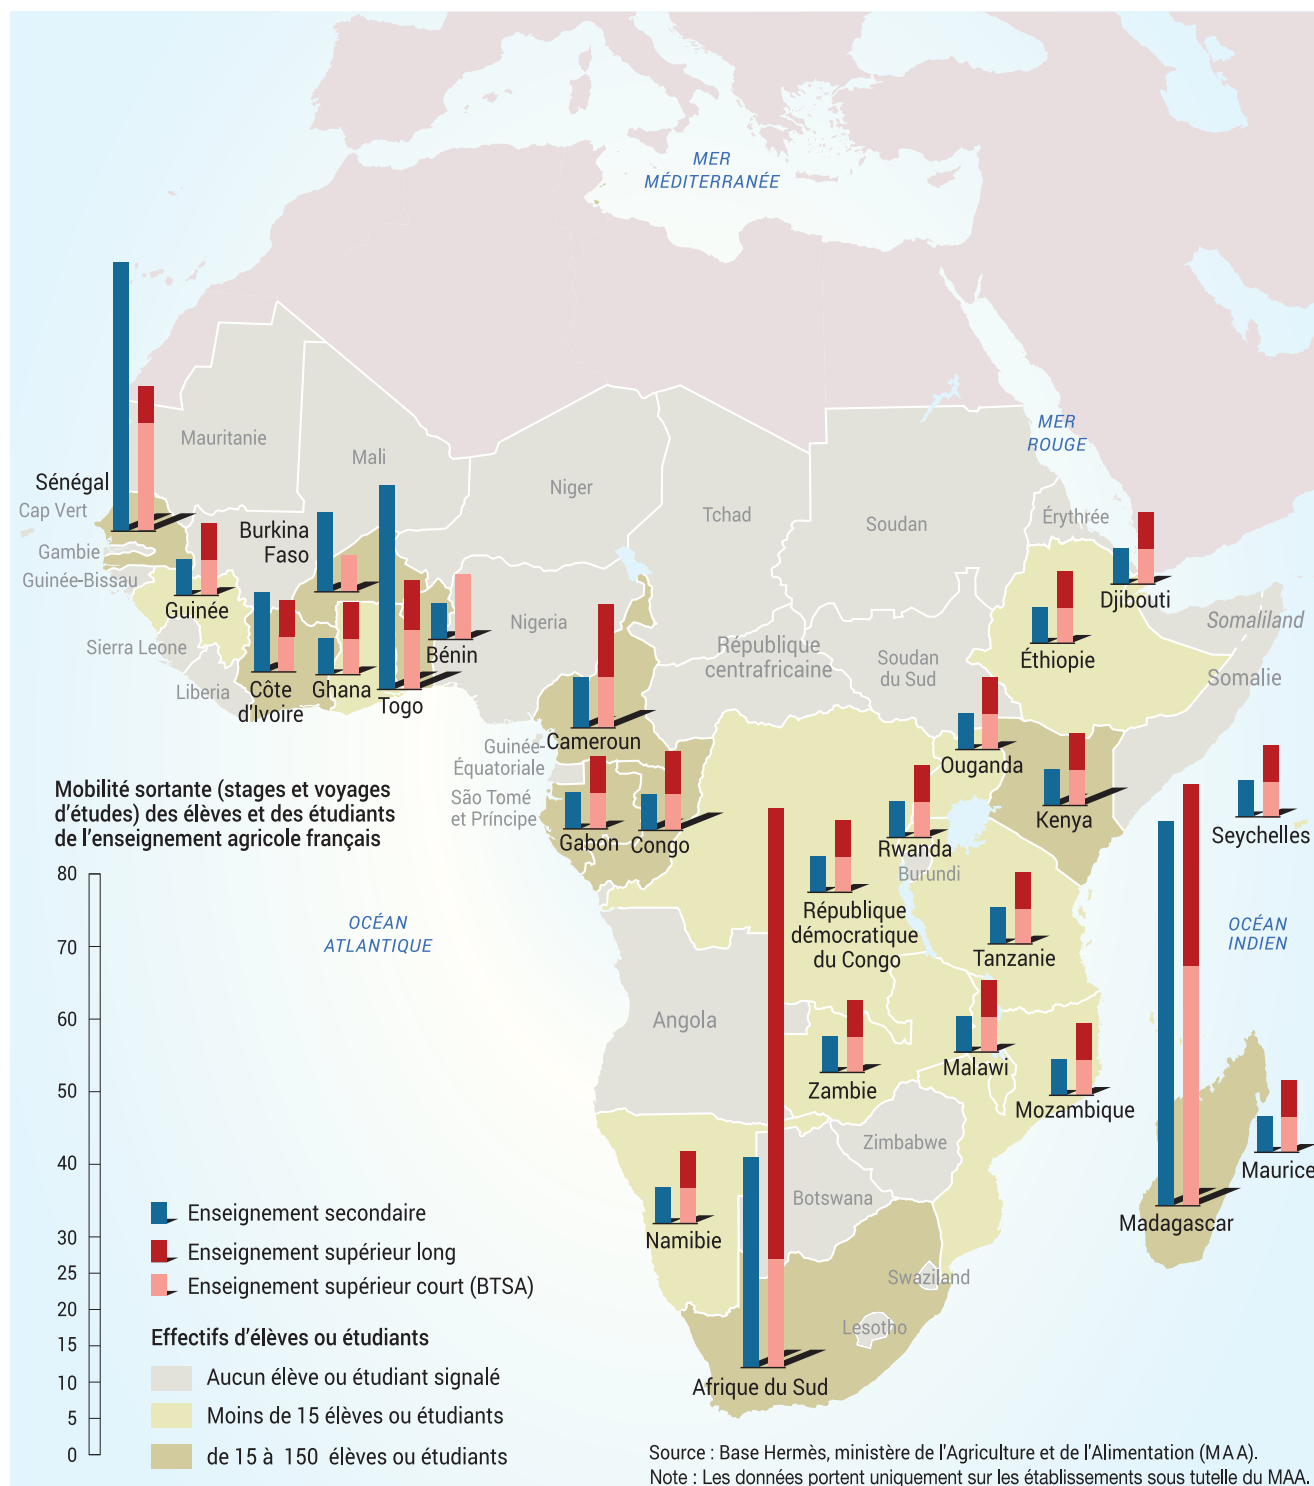 MER
MÉDITERRANÉE
MER
ROUGE
Mauritanie
Mali
Niger
Tchad
Soudan
Érythrée
Sénégal
Cap Vert
Gambie
Guinée-Bissau
Guinée
Sierra Leone
Liberia
Burkina
Faso
Côte
d'Ivoire
Ghana
Togo
Bénin
Nigeria
Cameroun
République
centrafricaine
Soudan
du Sud
Djibouti
Éthiopie
Somaliland
Somalie
Guinée-
Équatoriale
São Tomé
et Príncipe
Gabon
Congo
Ouganda
Kenya
Rwanda
Burundi
Seychelles
République
démocratique
du Congo
Tanzanie
OCÉAN
ATLANTIQUE
OCÉAN
INDIEN
Angola
Zambie
Malawi
Mozambique
Zimbabwe
Botswana
Namibie
Maurice
Madagascar
Swaziland
Lesotho
Afrique du Sud
Mobilité sortante (stages et voyages
d'études) des élèves et des étudiants
de l'enseignement agricole français
80
70
60
50
40
30
25
20
15
10
5
0
Enseignement secondaire
Enseignement supérieur long
Enseignement supérieur court (BTSA)
Effectifs d'élèves ou étudiants
Aucun élève ou étudiant signalé
Moins de 15 élèves ou étudiants
de 15 à 150 élèves ou étudiants
Source : Base Hermès, ministère de l'Agriculture et de l'Alimentation (MAA).
Note : Les données portent uniquement sur les établissements sous tutelle du MAA.